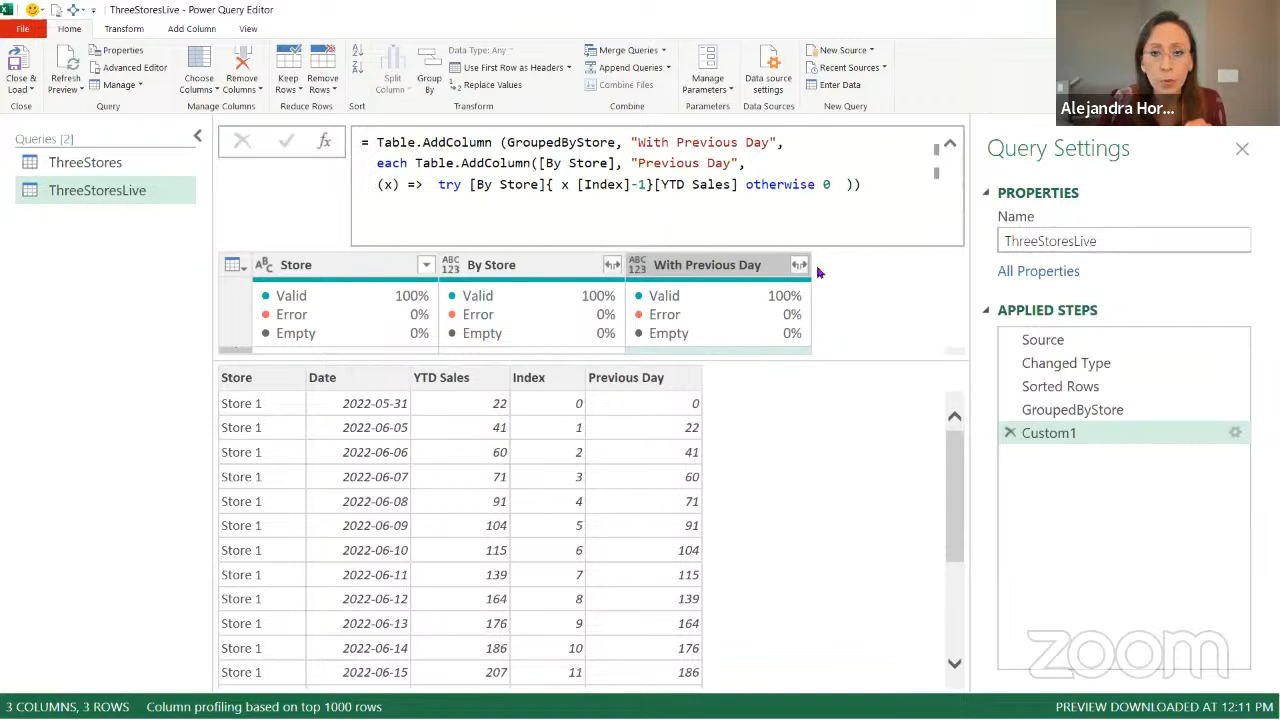 ThreeStoresLive - Power Query Editor
File Home Transform Add Column View
Close & Load
Refresh Preview
Properties
Advanced Editor
Manage
Choose Columns
Remove Columns
Keep Rows
Remove Rows
Split Column
Group By
Data Type: Any
Use First Row as Headers
Replace Values
Merge Queries
Append Queries
Combine Files
Manage Parameters
Data source settings
New Source
Recent Sources
Enter Data
Close Query Manage Columns Reduce Rows Sort Transform Combine Parameters Data Sources New Query
Alejandra Hor...
Queries [2]
ThreeStores
ThreeStoresLive
fx
= Table.AddColumn (GroupedByStore, "With Previous Day",
each Table.AddColumn([By Store], "Previous Day",
(x) => try [By Store]{ x [Index]-1}[YTD Sales] otherwise 0 ))
ABC Store ABC 123 By Store ABC 123 With Previous Day
Valid 100% Valid 100% Valid 100%
Error 0% Error 0% Error 0%
Empty 0% Empty 0% Empty 0%
Store Date YTD Sales Index Previous Day
Store 1 2022-05-31 22 0 0
Store 1 2022-06-05 41 1 22
Store 1 2022-06-06 60 2 41
Store 1 2022-06-07 71 3 60
Store 1 2022-06-08 91 4 71
Store 1 2022-06-09 104 5 91
Store 1 2022-06-10 115 6 104
Store 1 2022-06-11 139 7 115
Store 1 2022-06-12 164 8 139
Store 1 2022-06-13 176 9 164
Store 1 2022-06-14 186 10 176
Store 1 2022-06-15 207 11 186
Query Settings
PROPERTIES
Name
ThreeStoresLive
All Properties
APPLIED STEPS
Source
Changed Type
Sorted Rows
GroupedByStore
Custom1
zoom
3 COLUMNS, 3 ROWS Column profiling based on top 1000 rows PREVIEW DOWNLOADED AT 12:11 PM